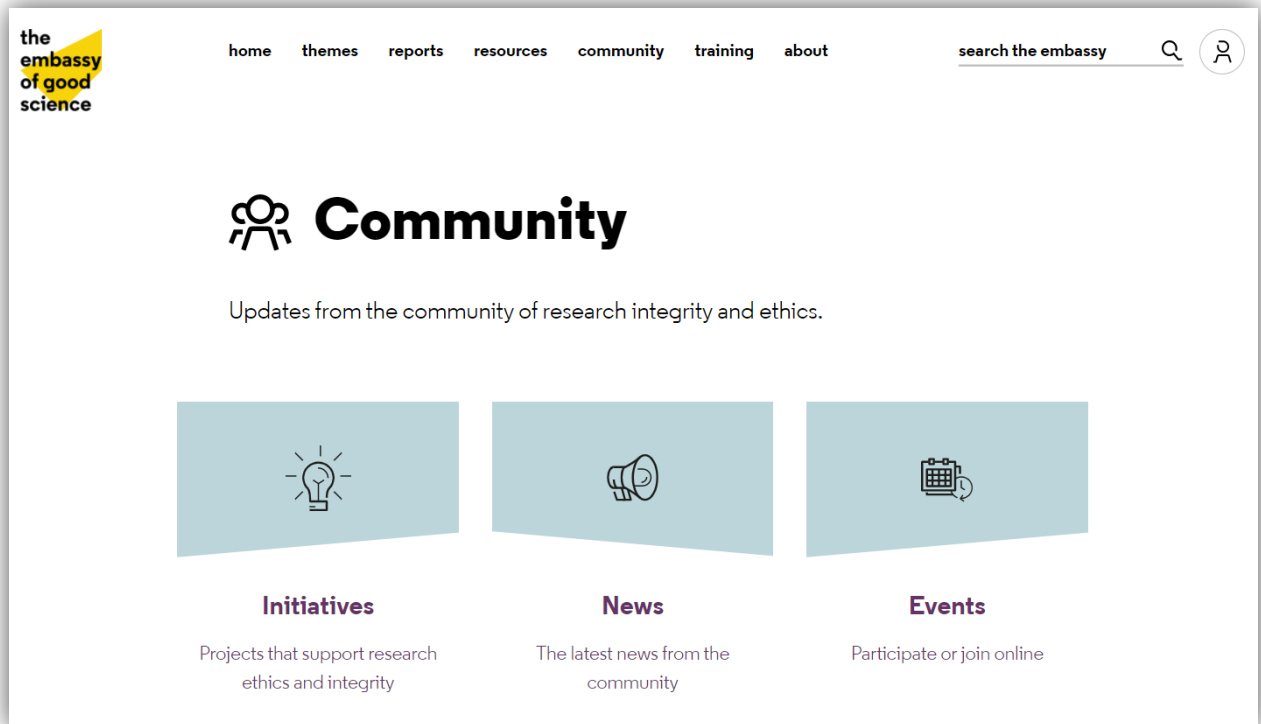 the
embassy
of good
science
home themes reports resources community training about search the embassy
Community
Updates from the community of research integrity and ethics.
Initiatives
Projects that support research
ethics and integrity
News
The latest news from the
community
Events
Participate or join online